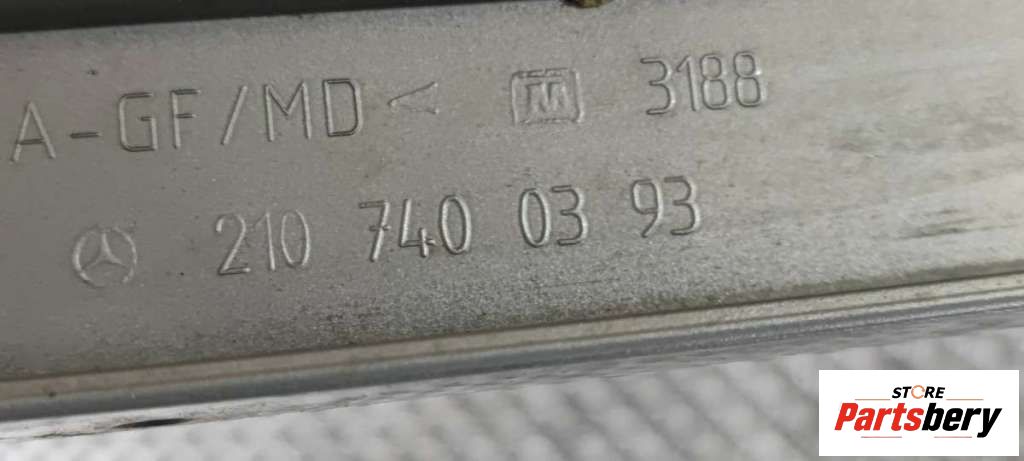 A-GF/MD< 3188
210 740 03 93
STORE
Partsbery